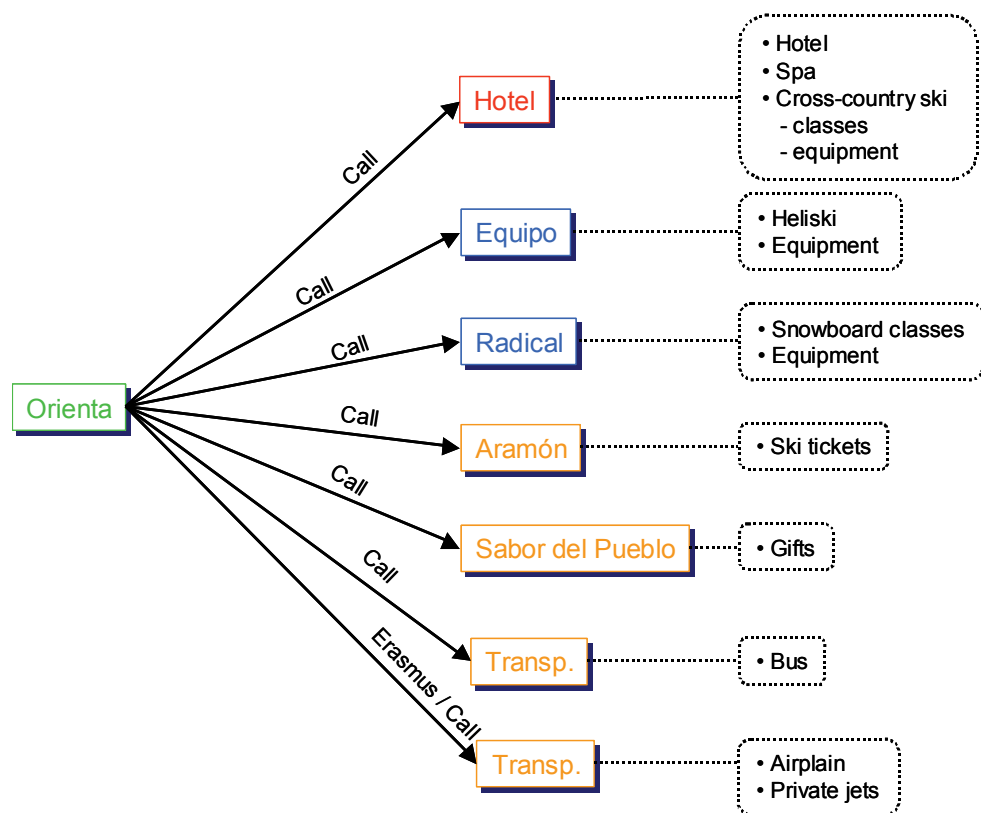 Orienta
Call
Hotel
• Hotel
• Spa
• Cross-country ski
- classes
- equipment
Call
Equipo
• Heliski
• Equipment
Call
Radical
• Snowboard classes
• Equipment
Call
Aramón
• Ski tickets
Call
Sabor del Pueblo
• Gifts
Call
Transp.
• Bus
Erasmus / Call
Transp.
• Airplain
• Private jets